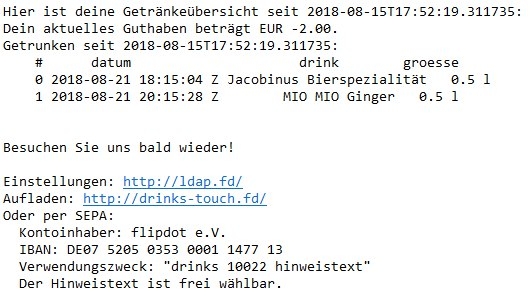 Hier ist deine Getränkeübersicht seit 2018-08-15T17:52:19.311735:
Dein aktuelles Guthaben beträgt EUR -2.00.
Getrunken seit 2018-08-15T17:52:19.311735:
# datum drink groesse
0 2018-08-21 18:15:04 Z Jacobinus Bierspezialität 0.5 l
1 2018-08-21 20:15:28 Z MIO MIO Ginger 0.5 l
Besuchen Sie uns bald wieder!
Einstellungen: http://ldap.fd/
Aufladen: http://drinks-touch.fd/
Oder per SEPA:
Kontoinhaber: flipdot e.V.
IBAN: DE07 5205 0353 0001 1477 13
Verwendungszweck: "drinks 10022 hinweistext"
Der Hinweistext ist frei wählbar.